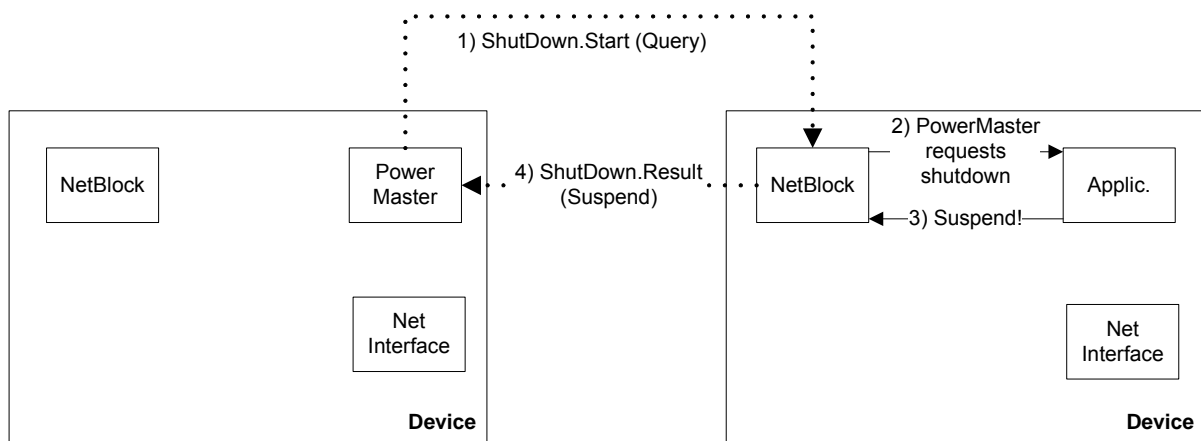 1) ShutDown.Start (Query)
NetBlock
Power
Master
4) ShutDown.Result
(Suspend)
NetBlock
2) PowerMaster
requests
shutdown
Applic.
3) Suspend!
Net
Interface
Net
Interface
Device
Device